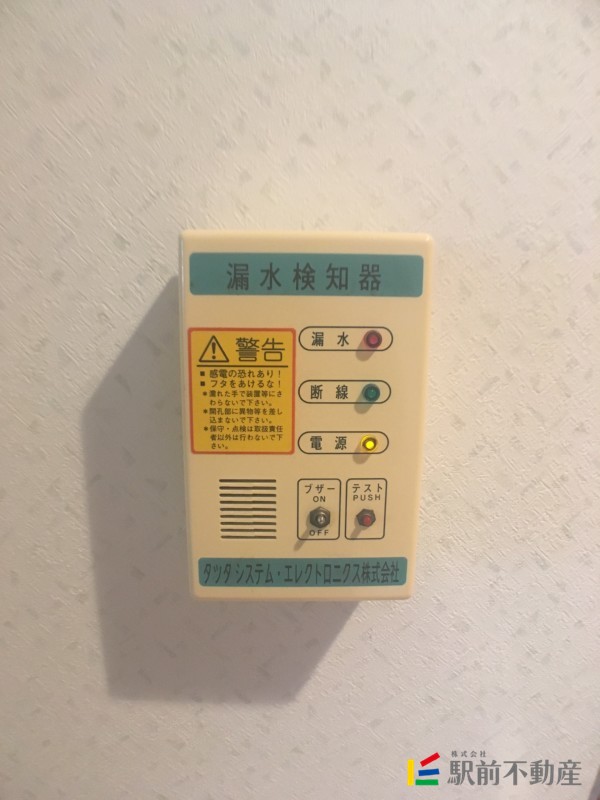 漏水検知器
警告
■ 感電の恐れあり!
■ フタをあけるな!
*濡れた手で装置等にさ
わらないで下さい。
*開孔部に異物等を差し
込まないで下さい。
*保守・点検は取扱責任
者以外は行わないで下
さい。
漏水
断線
電源
ブザー
ON
OFF
テスト
PUSH
タツタ システム・エレクトロニクス株式会社
株式会社
駅前不動産